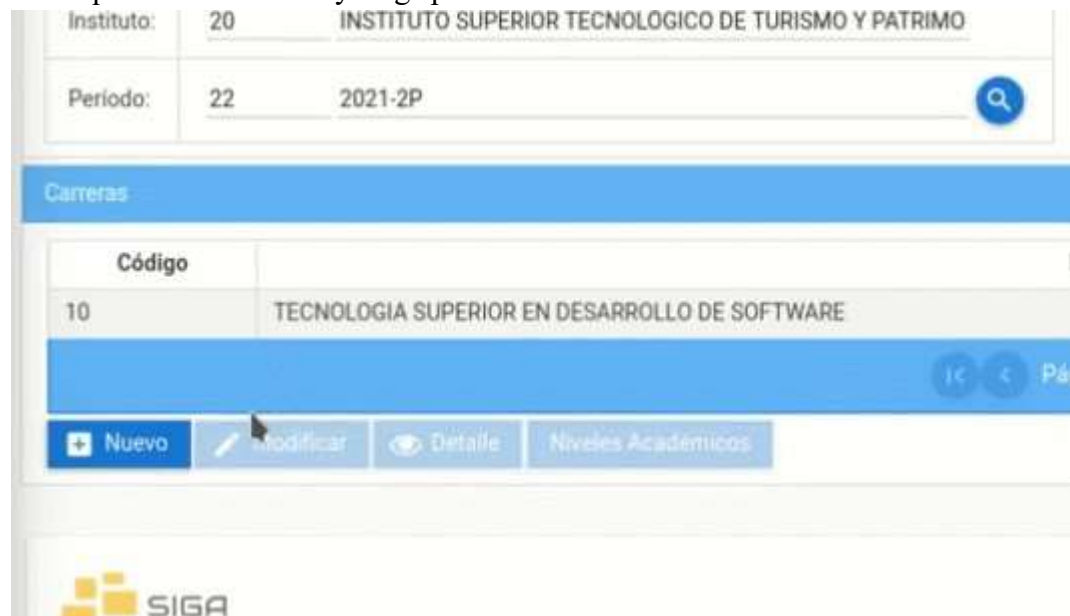 Instituto: 20 INSTITUTO SUPERIOR TECNOLOGICO DE TURISMO Y PATRIMO
Periodo: 22 2021-2P
Carreras
Código
10 TECNOLOGIA SUPERIOR EN DESARROLLO DE SOFTWARE
Nuevo Modificar Detalle Niveles Académicos
SIGA